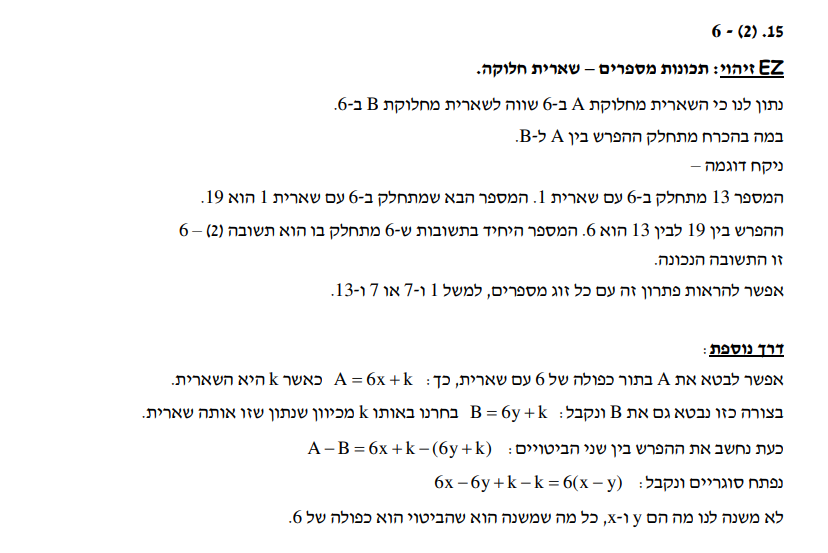 15. (2) - 6
EZ זיהוי: תכונות מספרים – שארית חלוקה.
נתון לנו כי השארית מחלוקת A ב-6 שווה לשארית מחלוקת B ב-6.
במה בהכרח מתחלק ההפרש בין A ל-B.
ניקח דוגמה –
המספר 13 מתחלק ב-6 עם שארית 1. המספר הבא שמתחלק ב-6 עם שארית 1 הוא 19.
ההפרש בין 19 לבין 13 הוא 6. המספר היחיד בתשובות ש-6 מתחלק בו הוא תשובה (2) – 6
זו התשובה הנכונה.
אפשר להראות פתרון זה עם כל זוג מספרים, למשל 1 ו-7 או 7 ו-13.
דרך נוספת:
אפשר לבטא את A בתור כפולה של 6 עם שארית, כך: A = 6x + k כאשר k היא השארית.
בצורה כזו נבטא גם את B ונקבל: B = 6y + k בחרנו באותו k מכיוון שנתון שזו אותה שארית.
כעת נחשב את ההפרש בין שני הביטויים: A – B = 6x + k – (6y + k)
נפתח סוגריים ונקבל: 6x – 6y + k – k = 6(x – y)
לא משנה לנו מה הם y ו-x, כל מה שמשנה הוא שהביטוי הוא כפולה של 6.